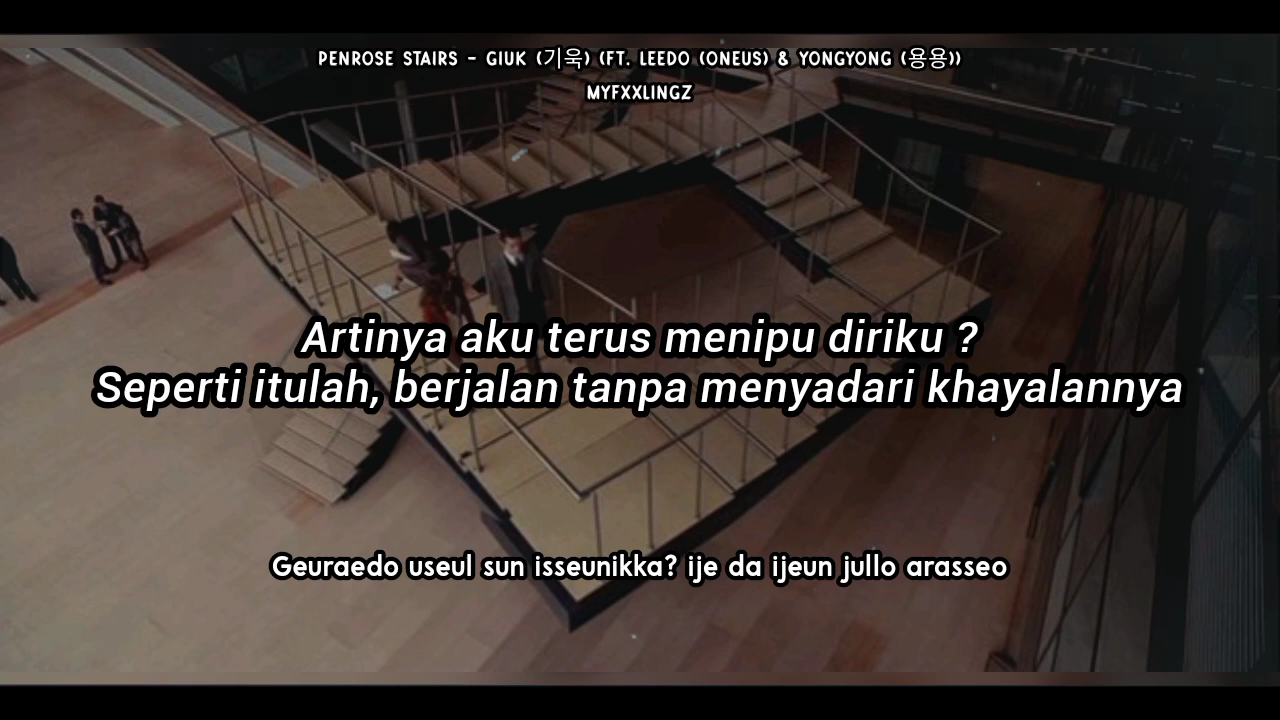 PENROSE STAIRS - GIUK (기욱) (FT. LEEDO (ONEUS) & YONGYONG (용용))
MYFXXLINGZ
Artinya aku terus menipu diriku ?
Seperti itulah, berjalan tanpa menyadari khayalannya
Geuraedo useul sun isseunikka? ije da ijeun jullo arasseo